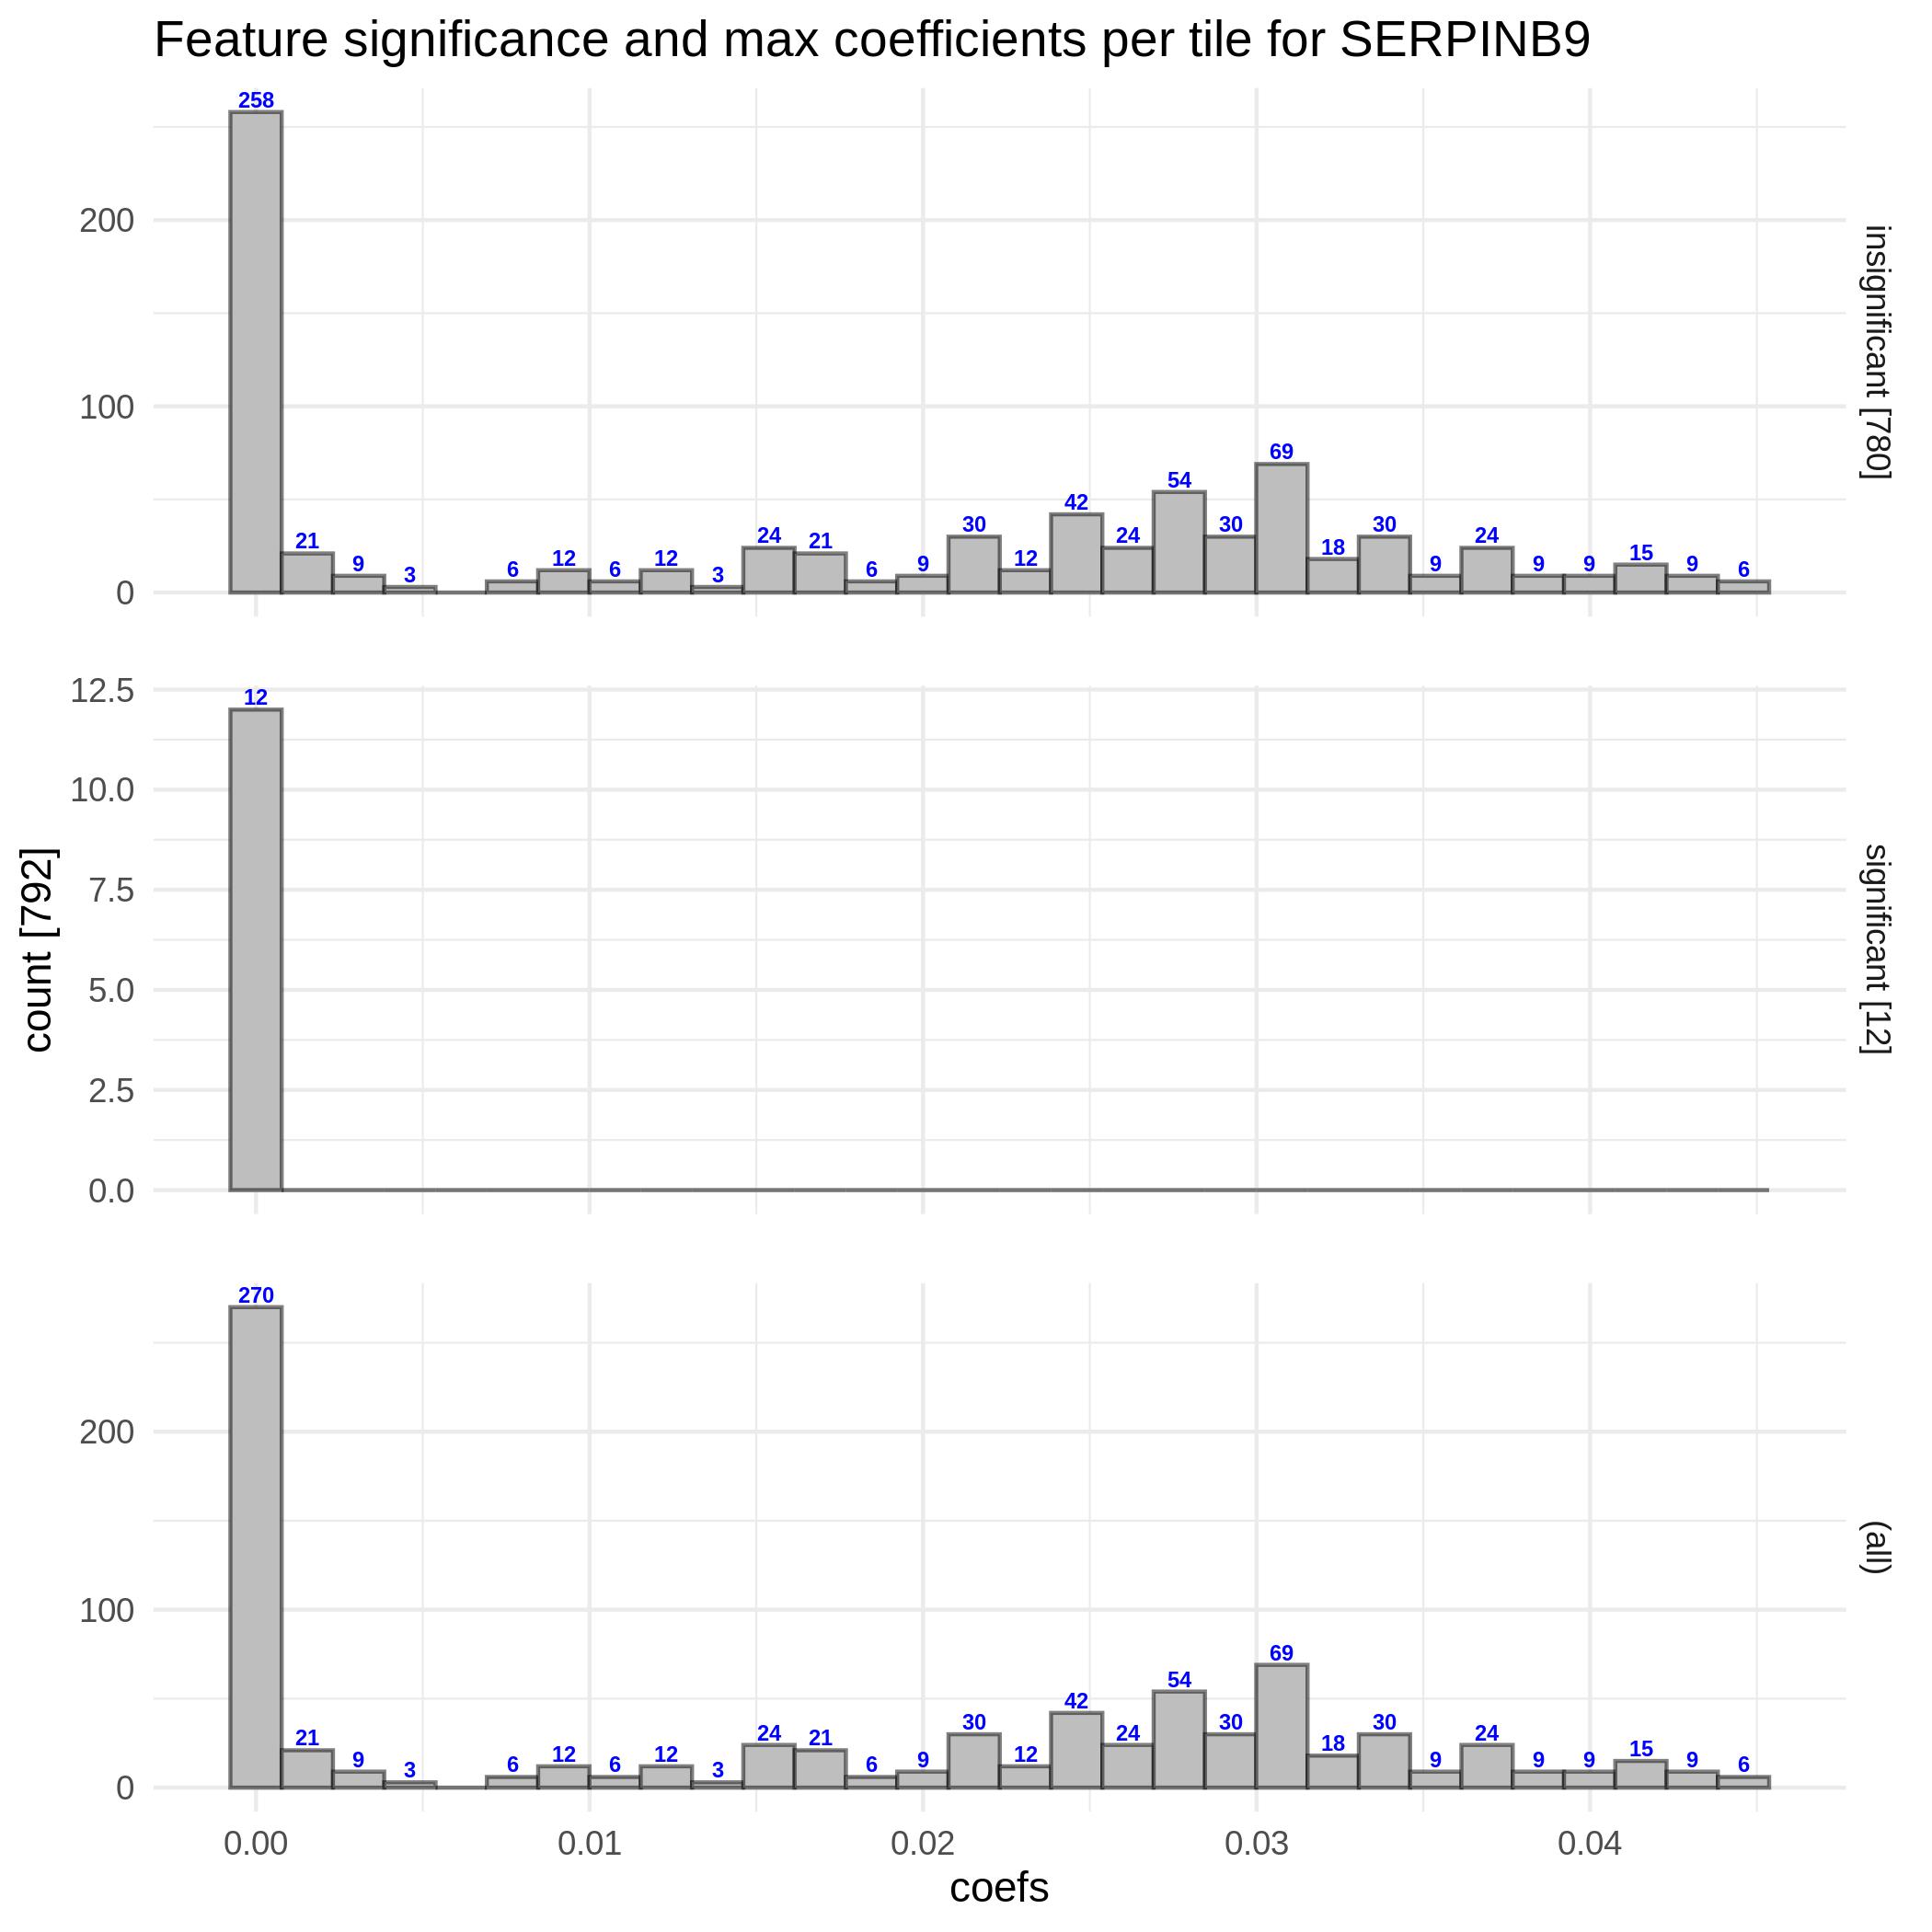 Feature significance and max coefficients per tile for SERPINB9
258
21 9 3 6 12 6 12 3 24 21 6 9 30 12 42 24 54 30 69 18 30 9 24 9 9 15 9 6
200
100
0
insignificant [780]
12
12.5
10.0
7.5
5.0
2.5
0.0
significant [12]
count [792]
270
21 9 3 6 12 6 12 3 24 21 6 9 30 12 42 24 54 30 69 18 30 9 24 9 9 15 9 6
200
100
0
(all)
0.00 0.01 0.02 0.03 0.04
coefs